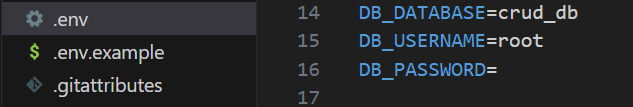 .env
.env.example
.gitattributes
14 DB_DATABASE=crud_db
15 DB_USERNAME=root
16 DB_PASSWORD=
17